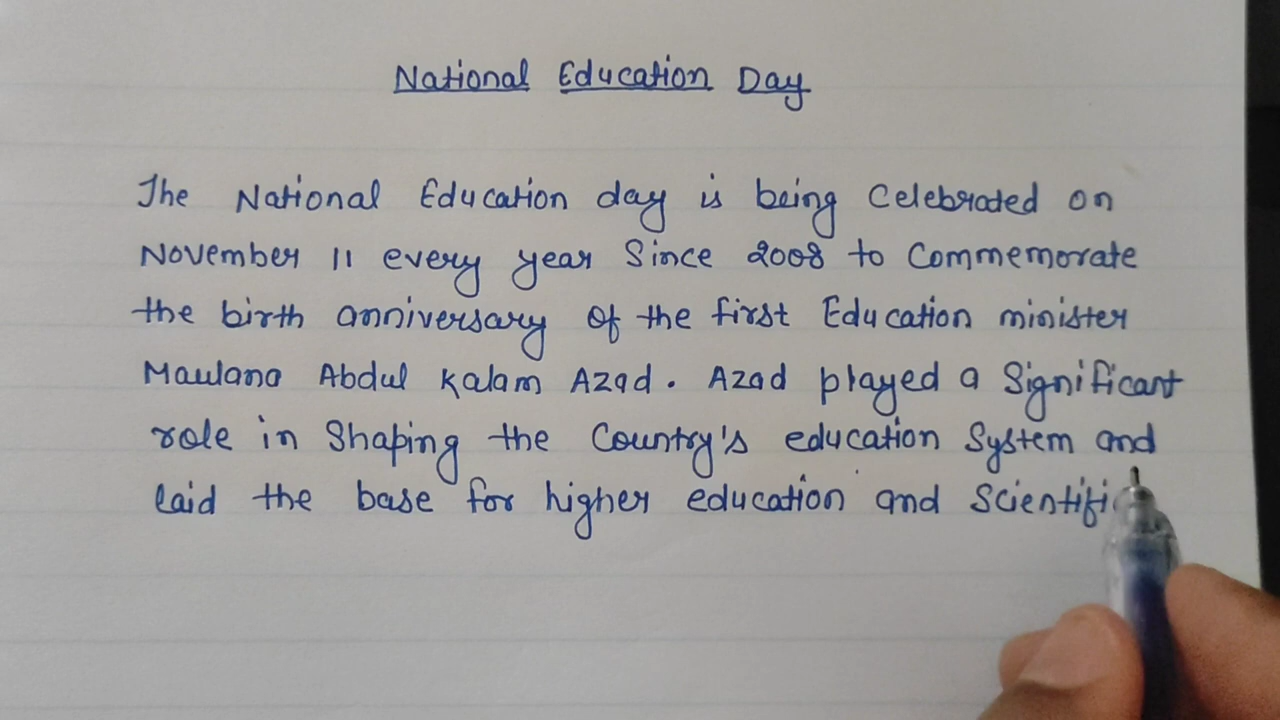 National Education Day
The National Education day is being Celebrated on
November 11 every year Since 2008 to Commemorate
the birth anniversary of the first Education minister
Maulana Abdul Kalam Azad. Azad played a Significant
role in Shaping the Country's education System and
laid the base for higher education and Scientifi